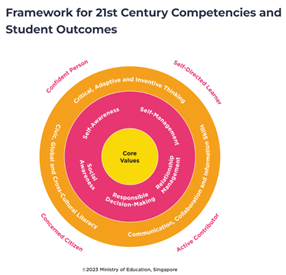 Framework for 21st Century Competencies and
Student Outcomes
Confident Person
Self-Directed Learner
Critical, Adaptive and Inventive Thinking
Self-Awareness
Self-Management
Core
Values
Civic, Global and Cross-Cultural Literacy
Social
Awareness
Relationship
Management
Responsible
Decision-Making
Communication, Collaboration and Information Skills
Concerned Citizen
Active Contributor
©2023 Ministry of Education, Singapore